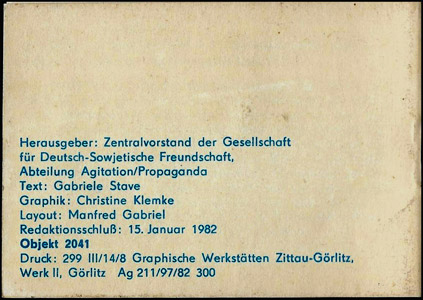 Herausgeber: Zentralvorstand der Gesellschaft
für Deutsch-Sowjetische Freundschaft,
Abteilung Agitation/Propaganda
Text: Gabriele Stave
Graphik: Christine Klemke
Layout: Manfred Gabriel
Redaktionsschluß: 15. Januar 1982
Objekt 2041
Druck: 299 III/14/8 Graphische Werkstätten Zittau-Görlitz,
Werk II, Görlitz Ag 211/97/82 300